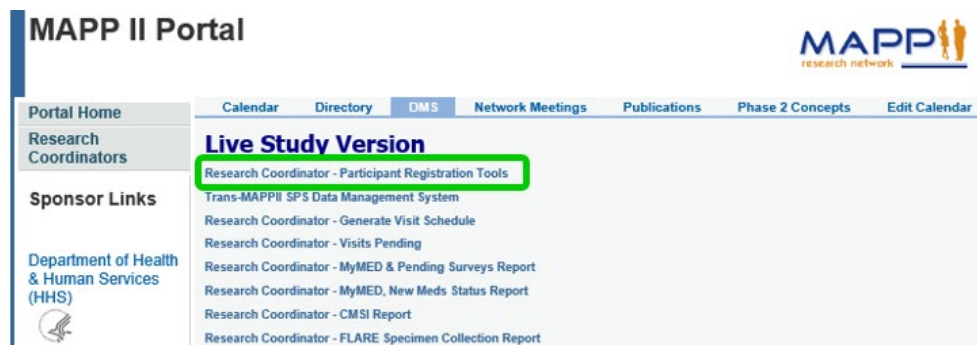 MAPP II Portal
MAPP
research network
Portal Home
Research
Coordinators
Sponsor Links
Department of Health
& Human Services
(HHS)
Calendar Directory DMS Network Meetings Publications Phase 2 Concepts Edit Calendar
Live Study Version
Research Coordinator - Participant Registration Tools
Trans-MAPPII SPS Data Management System
Research Coordinator - Generate Visit Schedule
Research Coordinator - Visits Pending
Research Coordinator - MyMED & Pending Surveys Report
Research Coordinator - MyMED, New Meds Status Report
Research Coordinator - CMSI Report
Research Coordinator - FLARE Specimen Collection Report